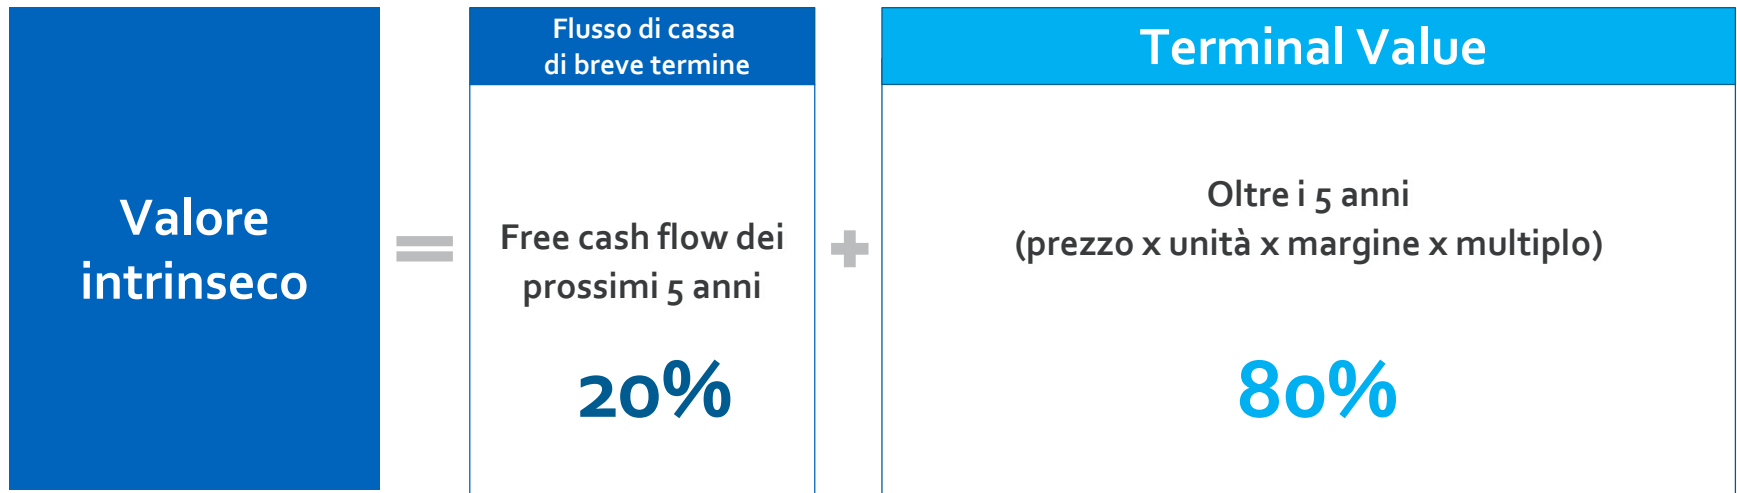 Valore
intrinseco
=
Flusso di cassa
di breve termine
Free cash flow dei
prossimi 5 anni
20%
+
Terminal Value
Oltre i 5 anni
(prezzo x unità x margine x multiplo)
80%